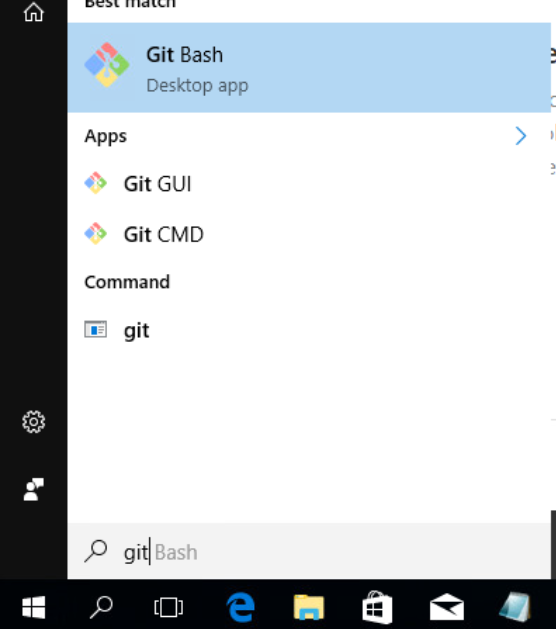 Best match
Git Bash
Desktop app
Apps
Git GUI
Git CMD
Command
git
git Bash